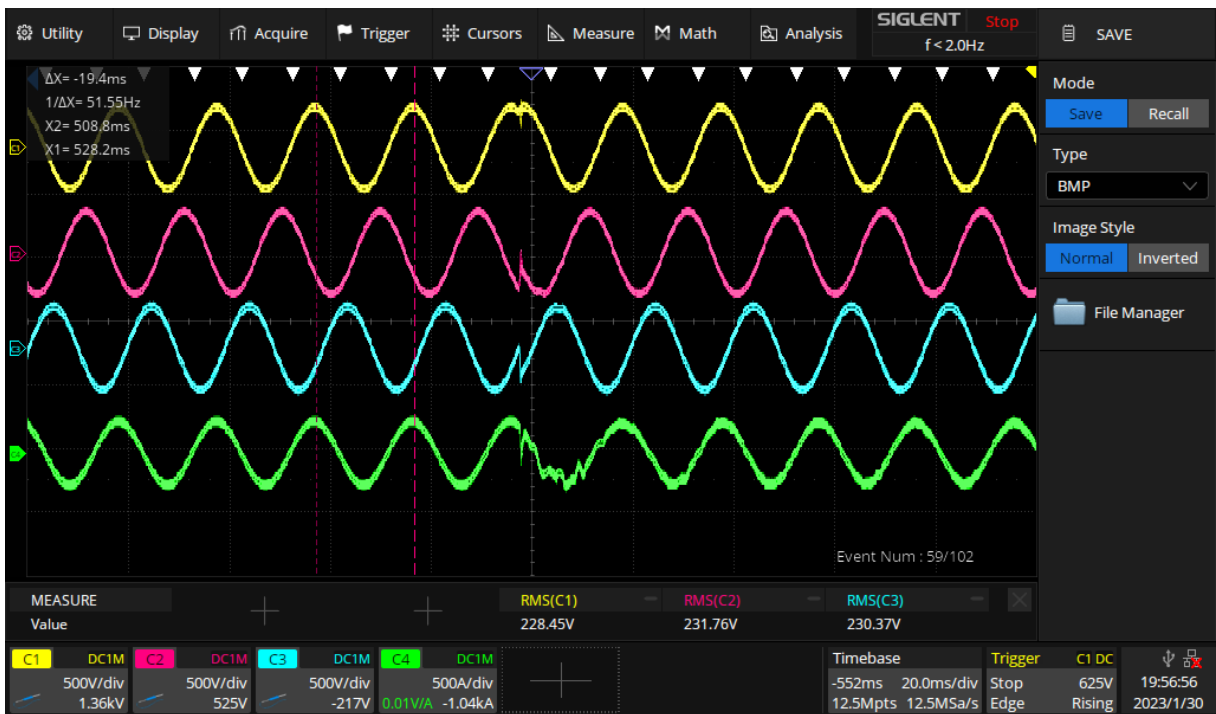 Utility Display Acquire Trigger Cursors Measure Math Analysis SIGLENT Stop
f < 2.0Hz
SAVE
ΔX= -19.4ms
1/ΔX= 51.55Hz
X2= 508.8ms
X1= 528.2ms
C1
C2
C3
C4
Mode
Save Recall
Type
BMP
Image Style
Normal Inverted
File Manager
Event Num : 59/102
MEASURE RMS(C1) RMS(C2) RMS(C3)
Value 228.45V 231.76V 230.37V
C1 DC1M C2 DC1M C3 DC1M C4 DC1M Timebase Trigger C1 DC
500V/div 500V/div 500V/div 500A/div -552ms 20.0ms/div Stop 625V 19:56:56
1.36kV 525V -217V 0.01V/A -1.04kA 12.5Mpts 12.5MSa/s Edge Rising 2023/1/30